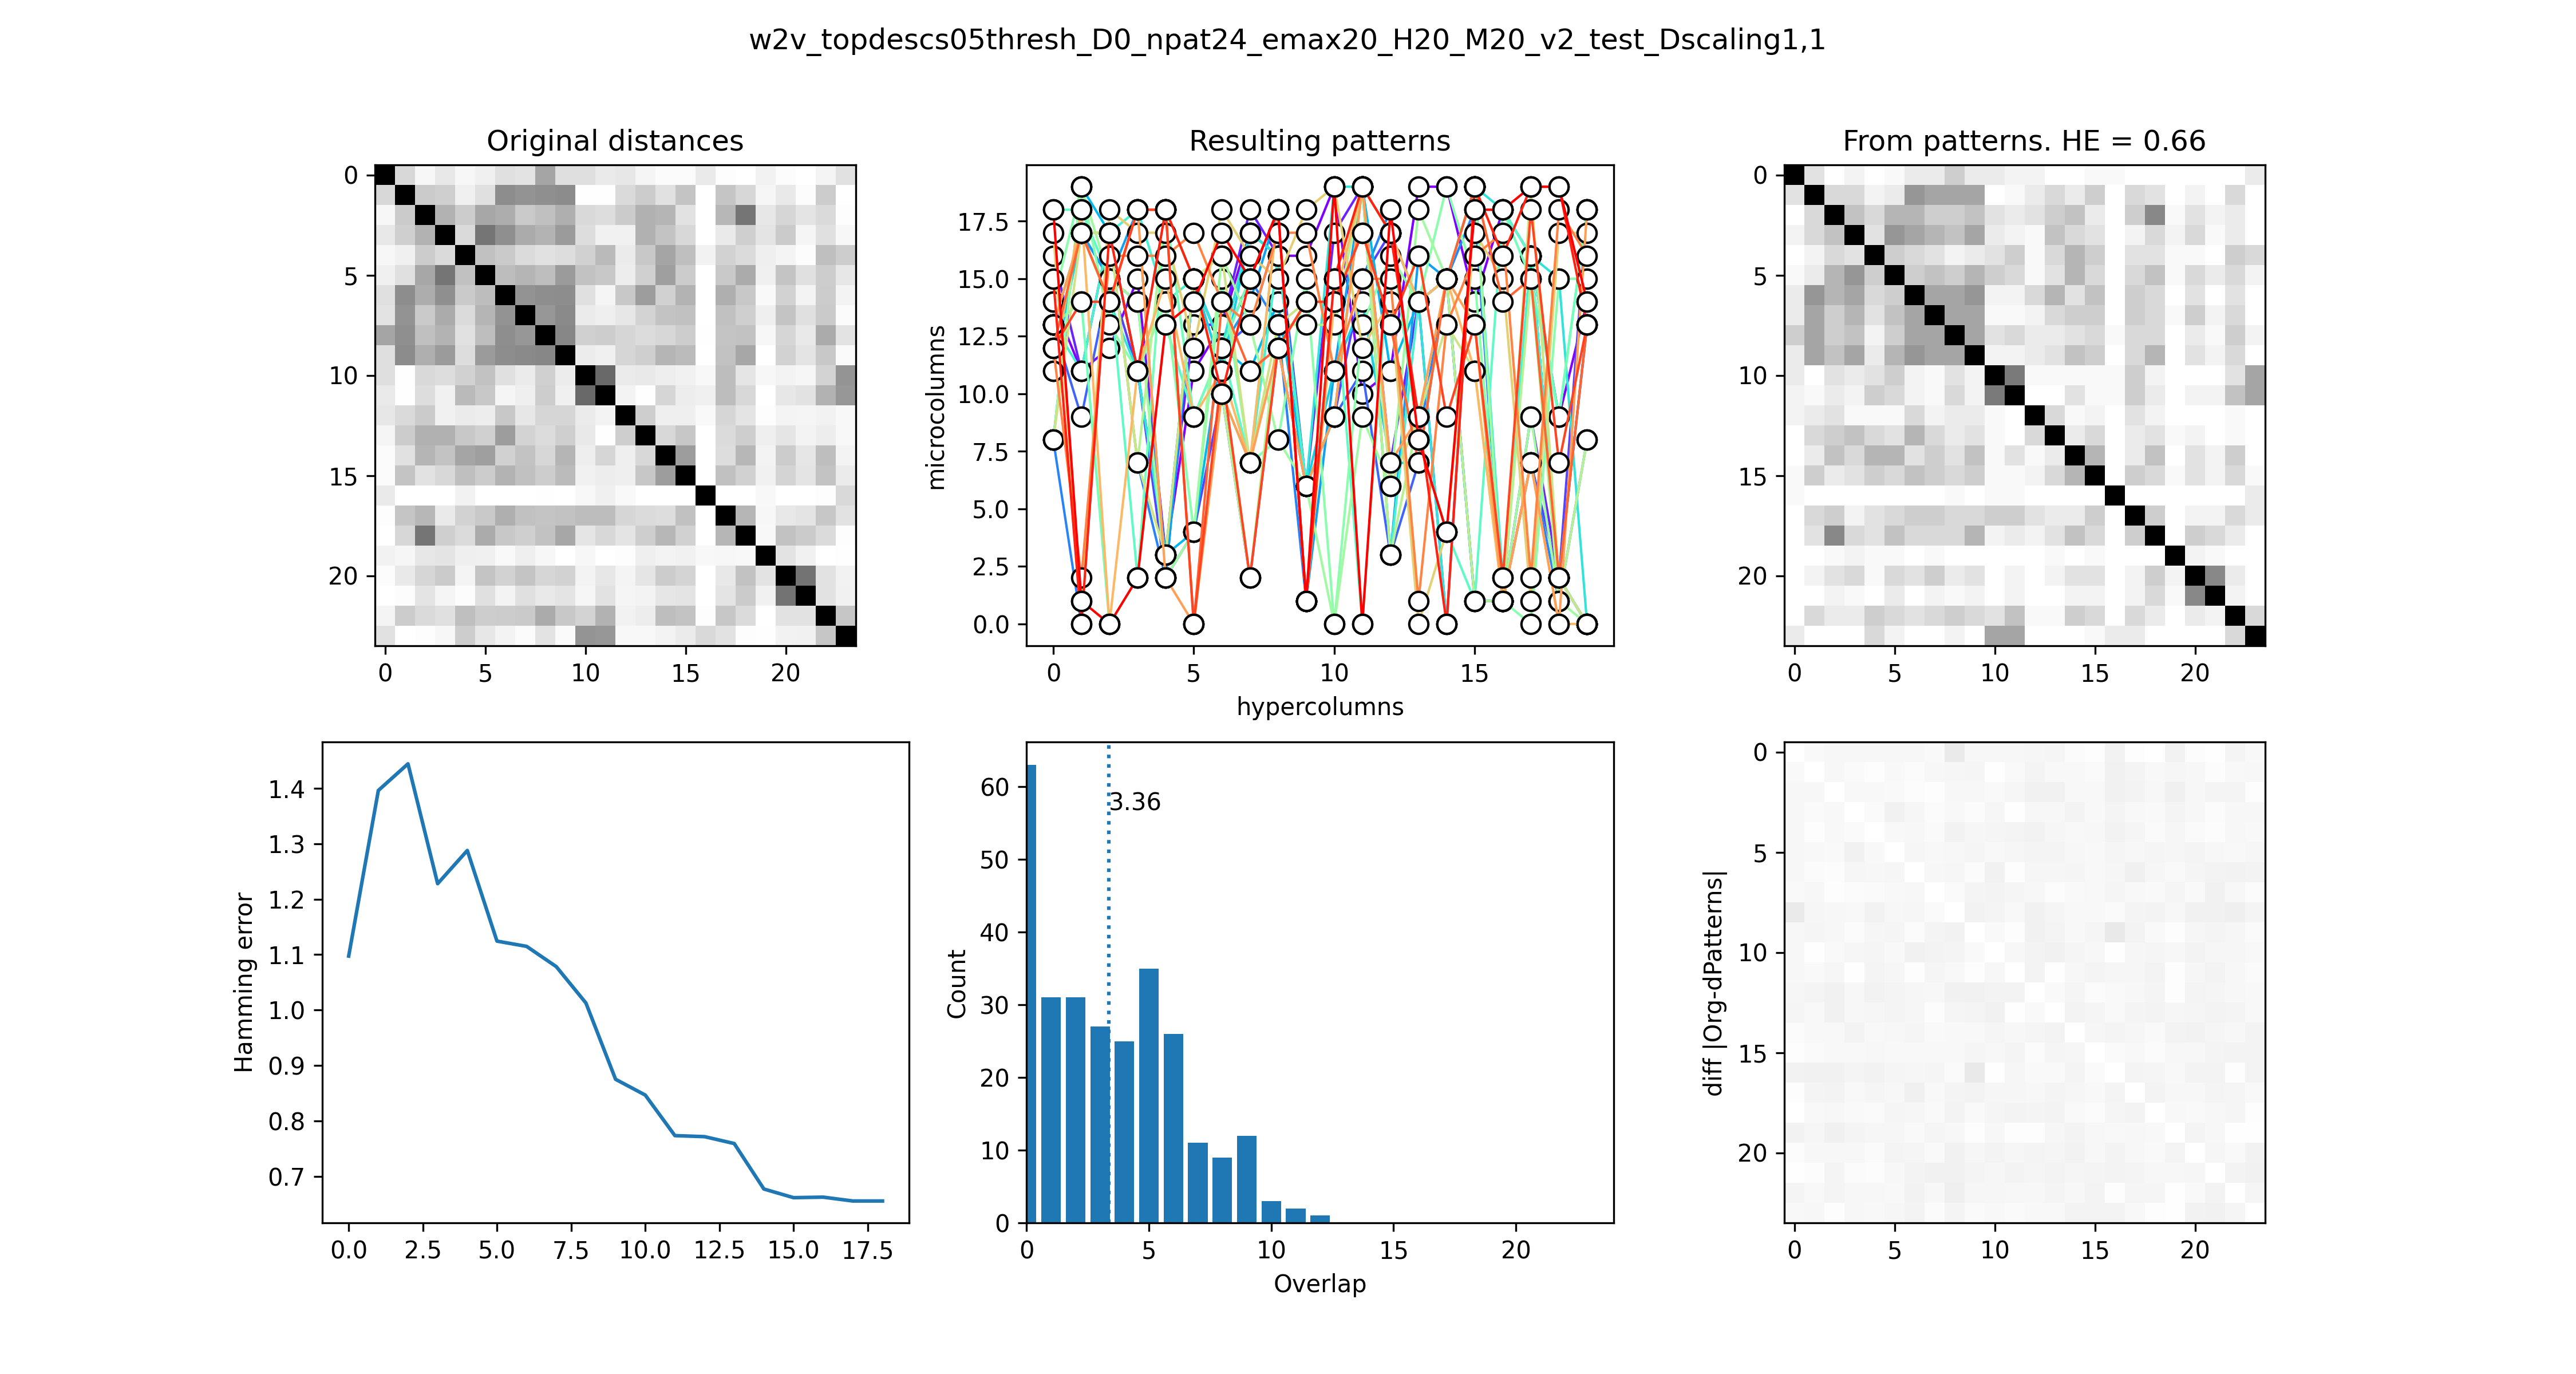 w2v_topdescs05thresh_D0_npat24_emax20_H20_M20_v2_test_Dscaling1,1
Original distances
0
5
10
15
20
0 5 10 15 20
Resulting patterns
microcolumns
17.5
15.0
12.5
10.0
7.5
5.0
2.5
0.0
0 5 10 15
hypercolumns
From patterns. HE = 0.66
0
5
10
15
20
0 5 10 15 20
Hamming error
1.4
1.3
1.2
1.1
1.0
0.9
0.8
0.7
0.0 2.5 5.0 7.5 10.0 12.5 15.0 17.5
Count
60
50
40
30
20
10
0
3.36
0 5 10 15 20
Overlap
diff |Org-dPatterns|
0
5
10
15
20
0 5 10 15 20